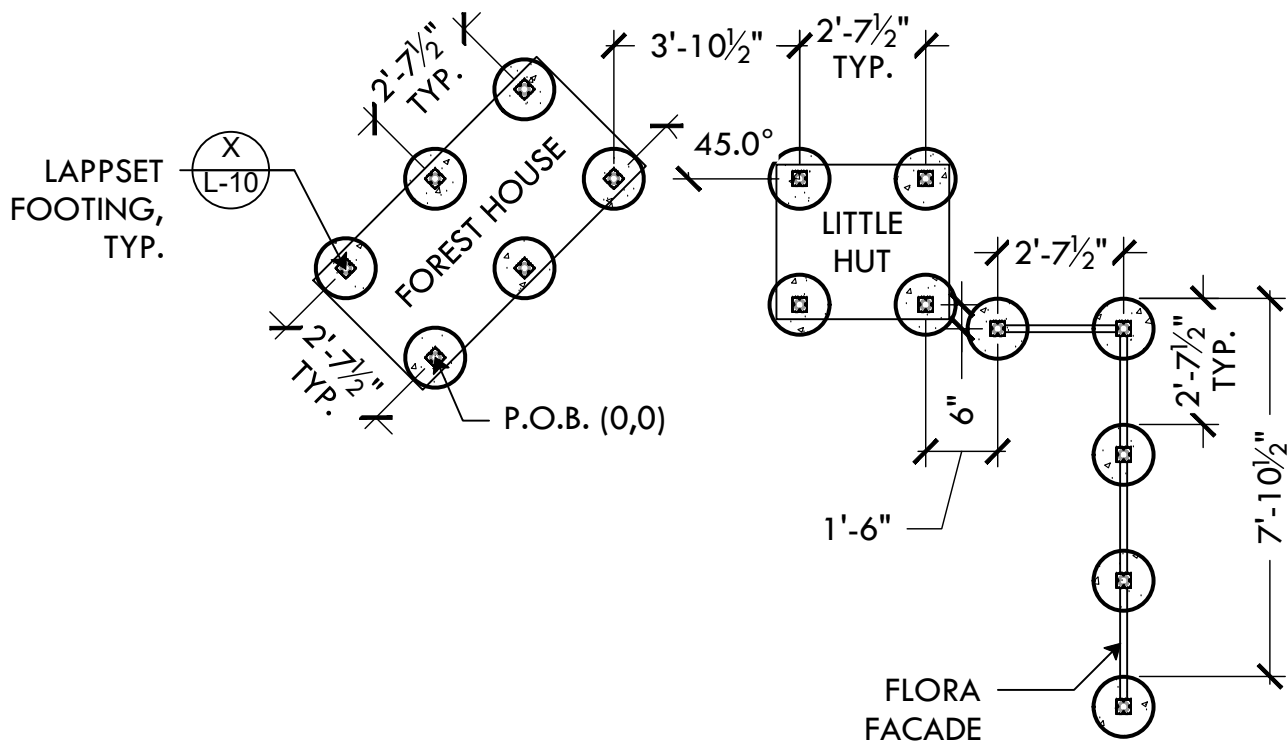 2'-7½"
TYP.
3'-10½"
2'-7½"
TYP.
X
L-10
LAPPSET
FOOTING,
TYP.
FOREST HOUSE
45.0°
LITTLE
HUT
2'-7½"
2'-7½"
TYP.
2'-7½"
TYP.
P.O.B. (0,0)
6"
7'-10½"
1'-6"
FLORA
FACADE